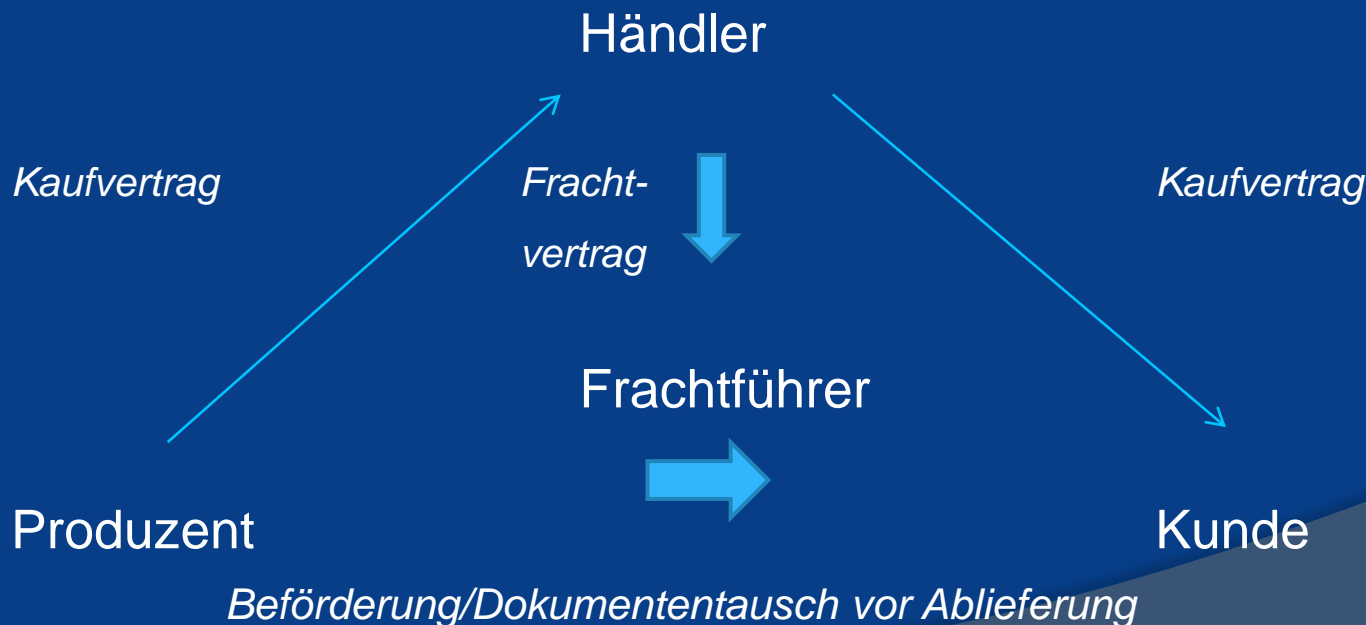 Händler
Kaufvertrag
Fracht-
vertrag
Kaufvertrag
Frachtführer
Produzent
Kunde
Beförderung/Dokumententausch vor Ablieferung